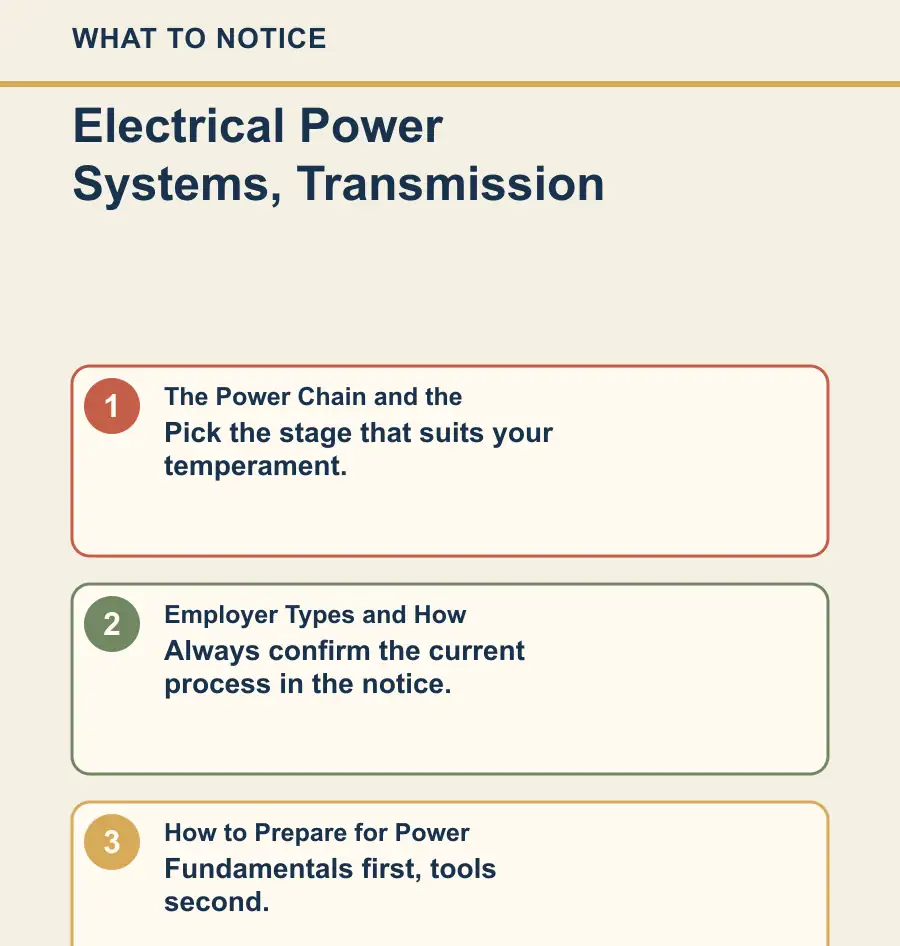 WHAT TO NOTICE
Electrical Power
Systems, Transmission
1
The Power Chain and the
Pick the stage that suits your
temperament.
2
Employer Types and How
Always confirm the current
process in the notice.
3
How to Prepare for Power
Fundamentals first, tools
second.